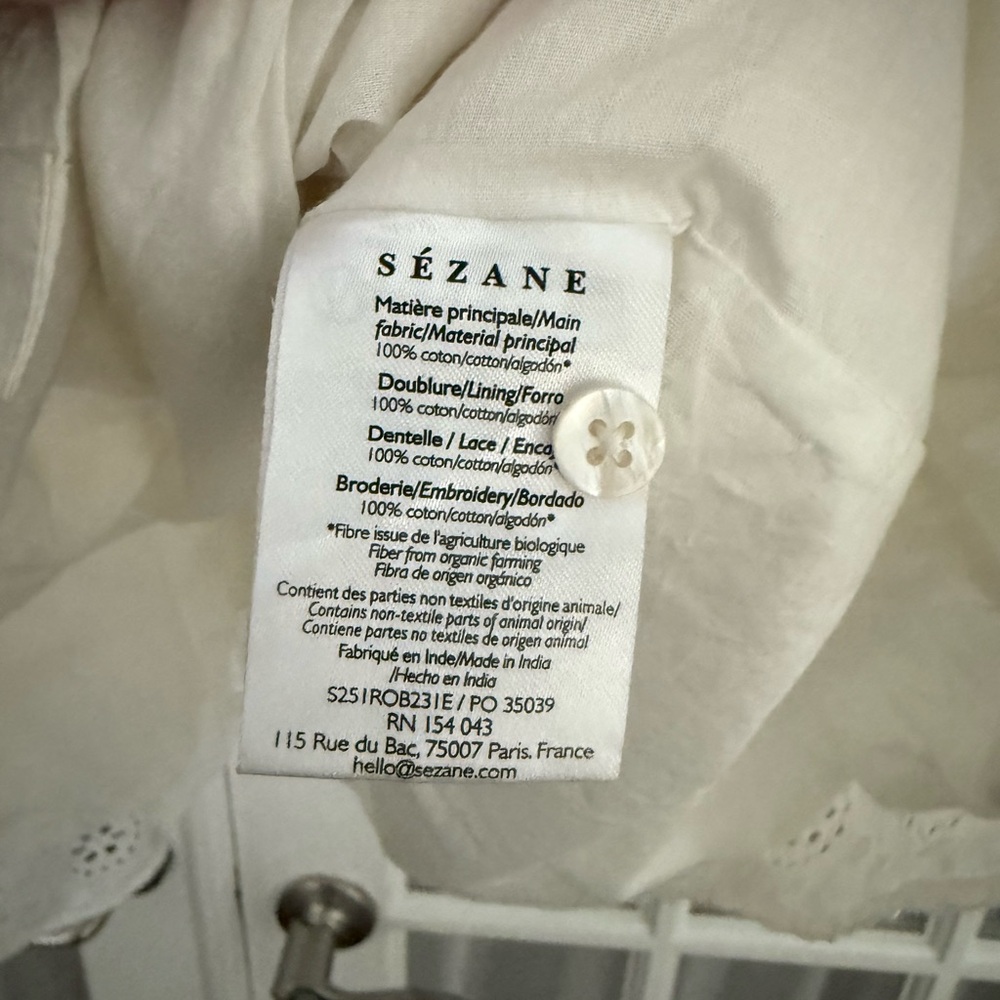 SÉZANE
Matière principale/Main
fabric/Material principal
100% coton/cotton/algodón*
Doublure/Lining/Forro
100% coton/cotton/algodón
Dentelle / Lace /
100% coton/cotton/algodón*
Broderie/Embroidery/Bordado
100% coton/cotton/algodón*
*Fibre issue de l'agriculture biologique
Fiber from organic farming
Fibra de origen orgánico
Contient des parties non textiles d'origine animale/
Contains non-textile parts of animal origin/
Contiene partes no textiles de origen animal
Fabriqué en Inde/Made in India
/Hecho en India
S251ROB231E / PO 35039
RN 154 043
115 Rue du Bac, 75007 Paris. France
hello@sezane.com